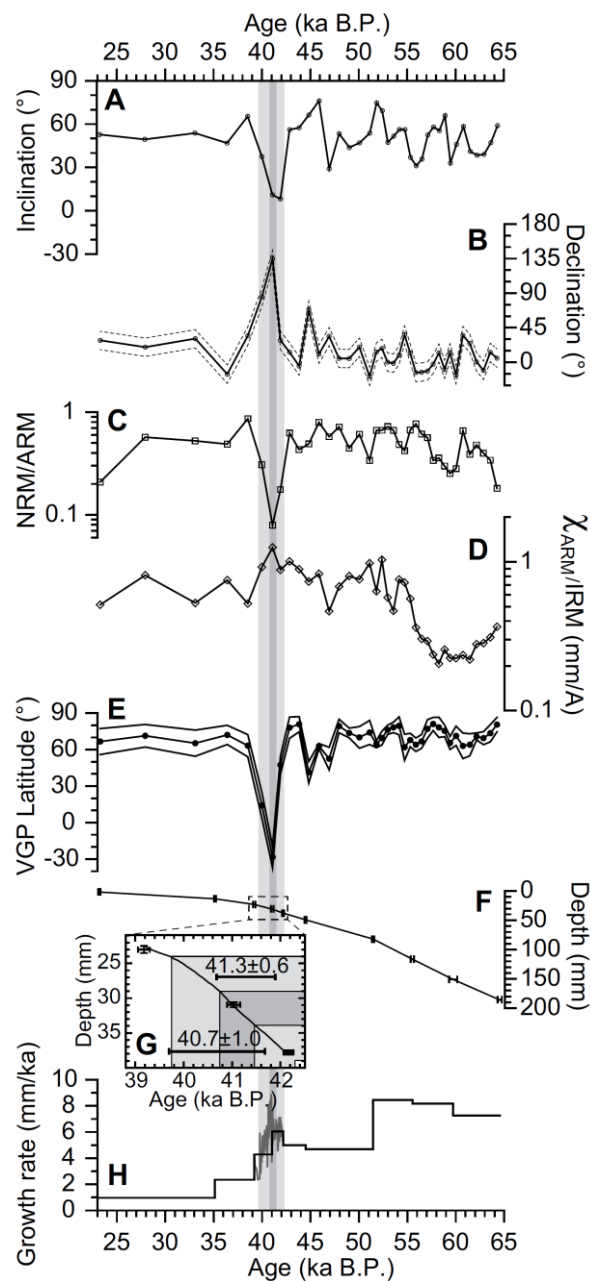 Age (ka B.P.)
25 30 35 40 45 50 55 60 65
A
Inclination (°)
90
60
30
0
-30
B
Declination (°)
180
135
90
45
0
C
NRM/ARM
1
0.1
D
χARM/IRM (mm/A)
1
0.1
E
VGP Latitude (°)
90
60
30
0
-30
F
Depth (mm)
0
50
100
150
200
G
Depth (mm)
25
30
35
41.3±0.6
40.7±1.0
39 40 41 42
Age (ka B.P.)
H
Growth rate (mm/ka)
10
8
6
4
2
0
25 30 35 40 45 50 55 60 65
Age (ka B.P.)